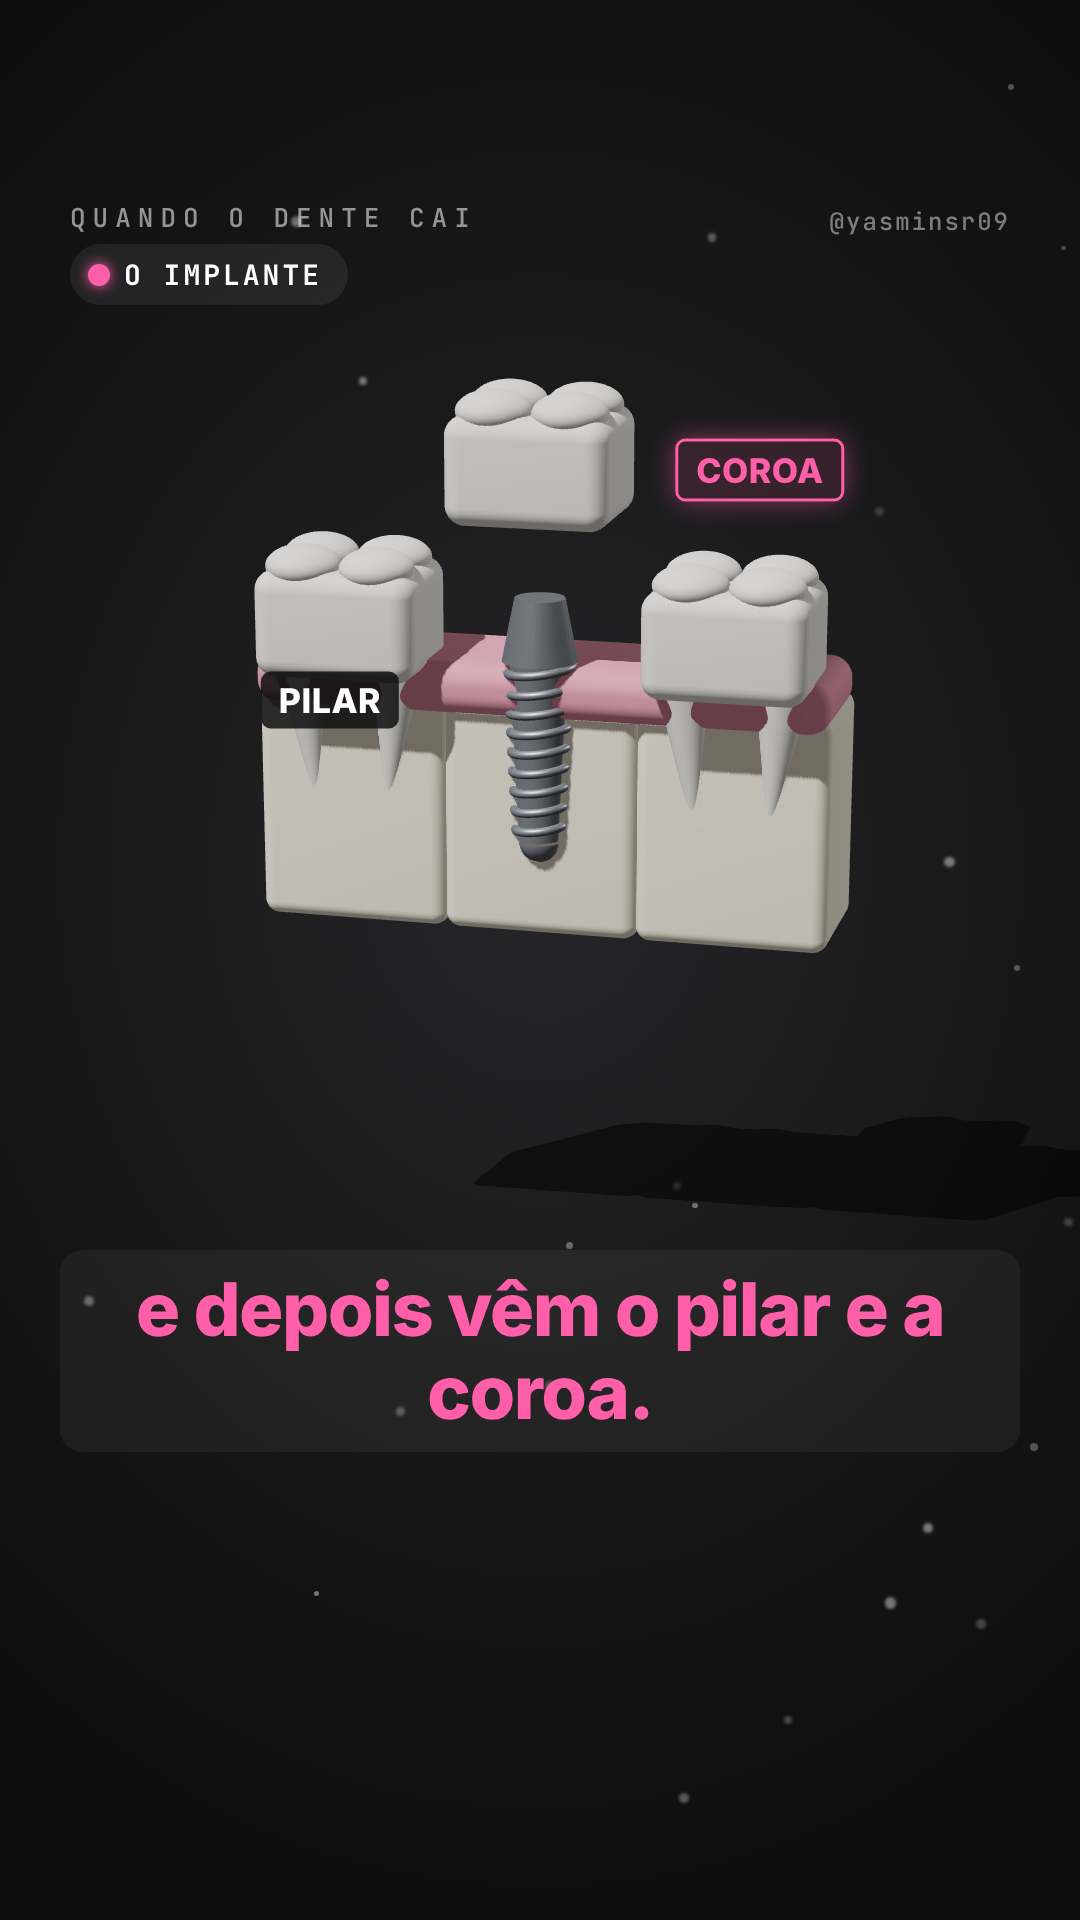 QUANDO O DENTE CAI
@yasminsr09
O IMPLANTE
COROA
PILAR
e depois vêm o pilar e a
coroa.